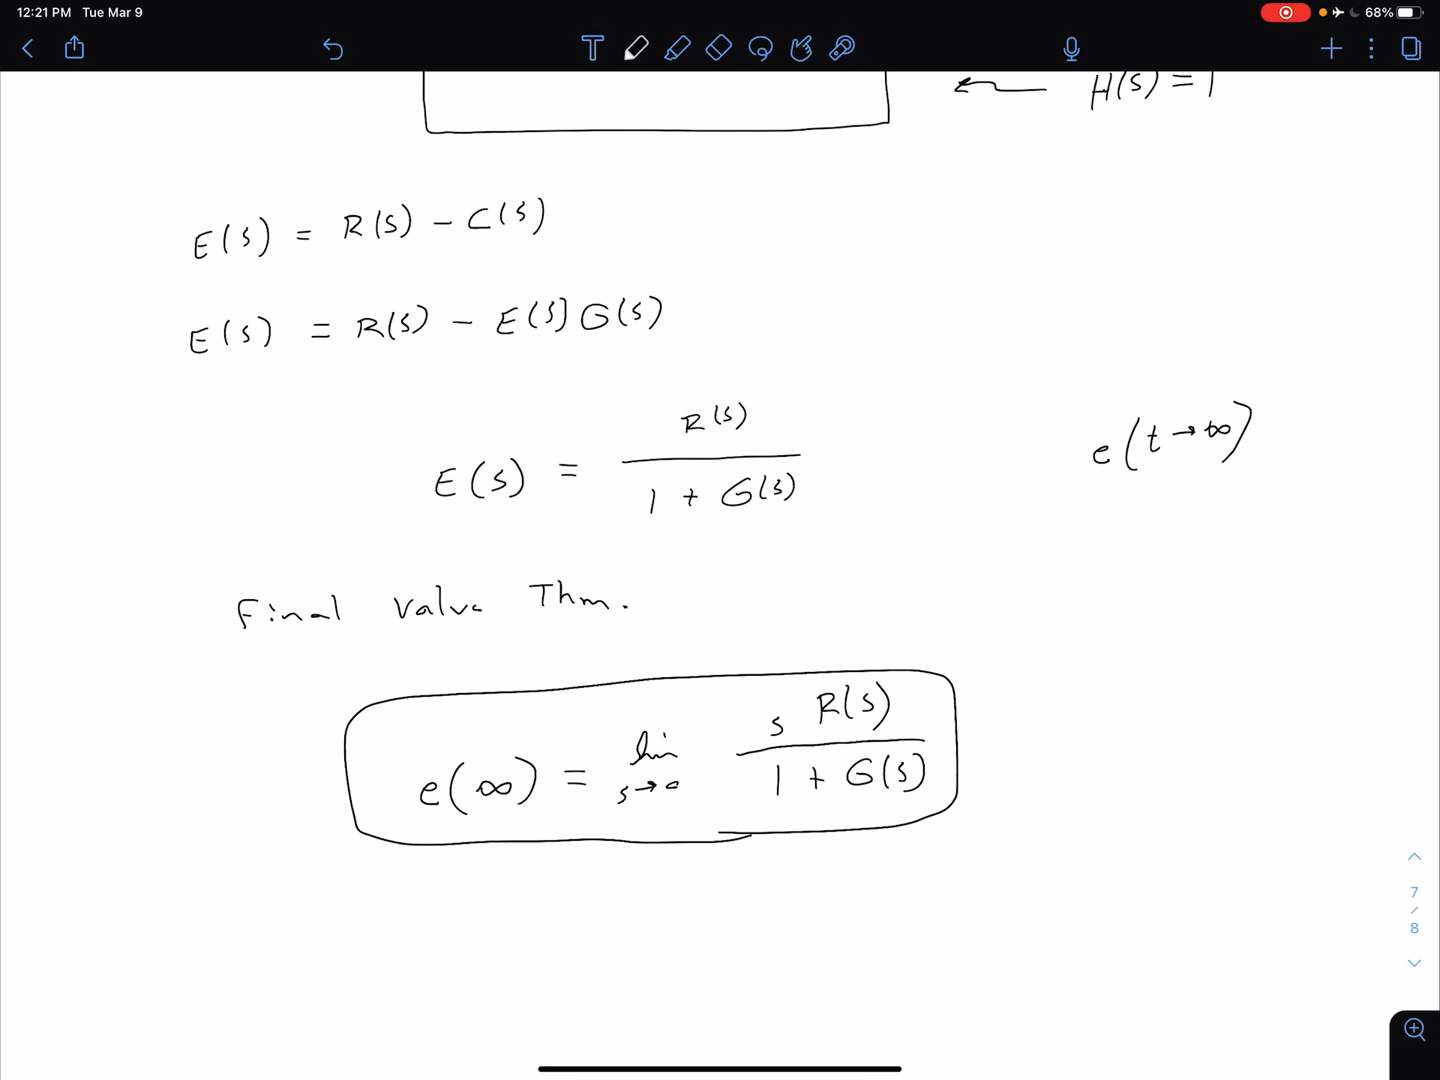 12:21 PM Tue Mar 9 68%
H(s) = 1
E(s) = R(s) - C(s)
E(s) = R(s) - E(s) G(s)
E(s) = R(s) / 1 + G(s)
e(t→∞)
Final Value Thm.
e(∞) = lim s→0 s R(s) / 1 + G(s)
7
/
8